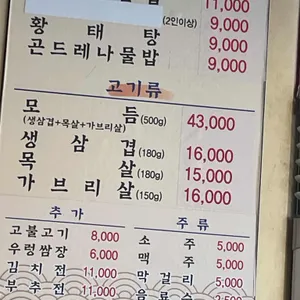 11,000
(2인이상) 9,000
황태탕 9,000
곤드레나물밥 9,000
고기류
모듬(500g) 43,000
(생삼겹+목살+가브리살)
생삼겹(180g) 16,000
목살(180g) 15,000
가브리살(150g) 16,000
추가
고불고기 8,000
우렁쌈장 6,000
김치전 11,000
부추전 11,000
주류
소주 5,000
맥주 5,000
막걸리 5,000
음료수